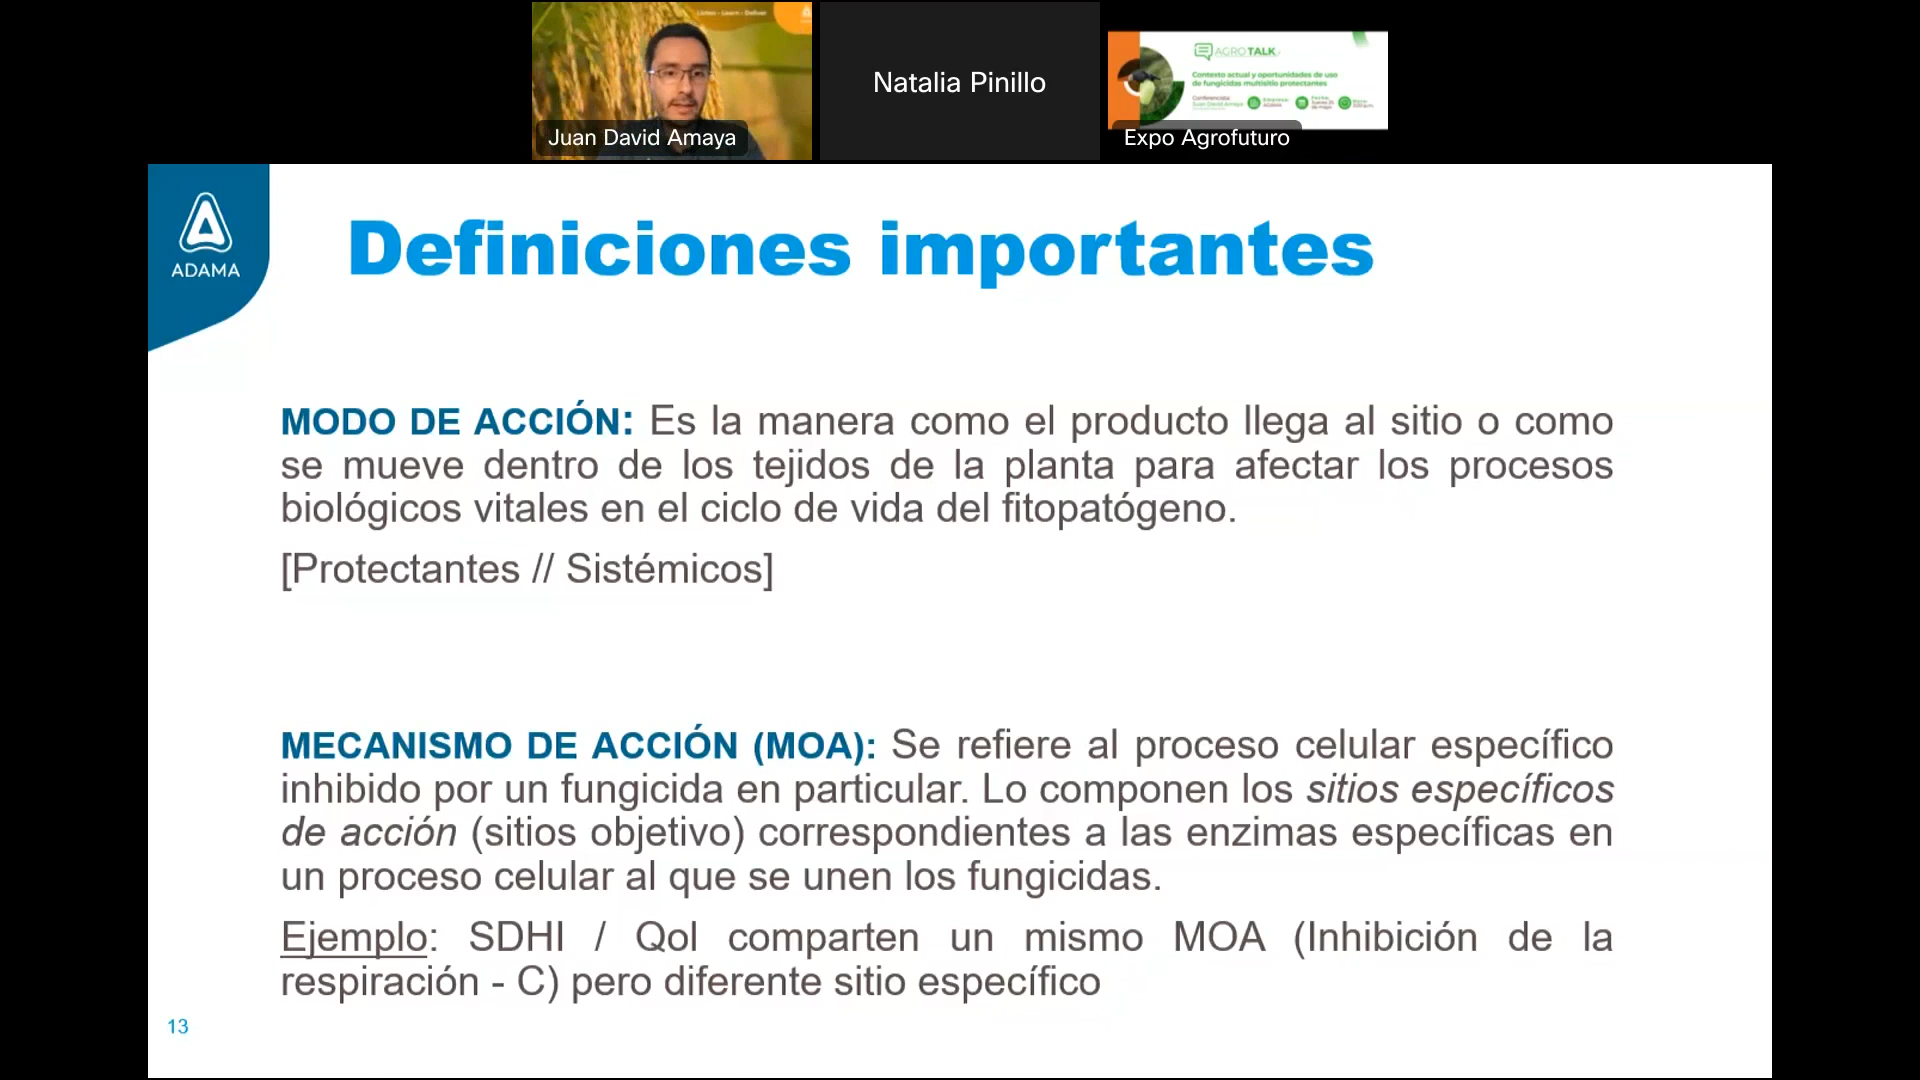 Listen > Learn > Deliver
Juan David Amaya
Natalia Pinillo
AGROTALK
Contexto actual y oportunidades de uso
de fungicidas multisitio protectantes
Conferencista:
Juan David Amaya
Empresa:
ADAMA
Fecha:
Expo Agrofuturo
ADAMA
Definiciones importantes
MODO DE ACCIÓN: Es la manera como el producto llega al sitio o como
se mueve dentro de los tejidos de la planta para afectar los procesos
biológicos vitales en el ciclo de vida del fitopatógeno.
[Protectantes // Sistémicos]
MECANISMO DE ACCIÓN (MOA): Se refiere al proceso celular específico
inhibido por un fungicida en particular. Lo componen los sitios específicos
de acción (sitios objetivo) correspondientes a las enzimas específicas en
un proceso celular al que se unen los fungicidas.
Ejemplo: SDHI / QoI comparten un mismo MOA (Inhibición de la
respiración - C) pero diferente sitio específico
13